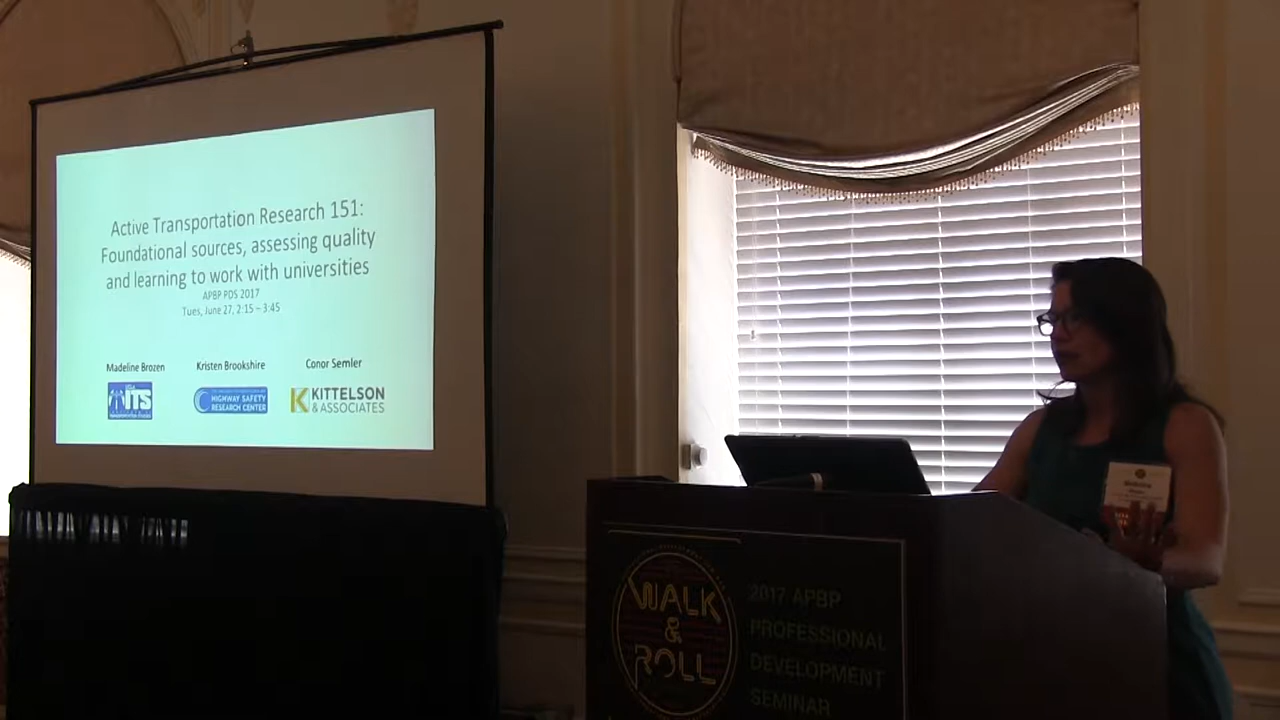 Active Transportation Research 151:
Foundational sources, assessing quality
and learning to work with universities
APBP PDS 2017
Tues, June 27, 2:15 – 3:45
Madeline Brozen
Kristen Brookshire
Conor Semler
ITS
HIGHWAY SAFETY
RESEARCH CENTER
KITTELSON
& ASSOCIATES
WALK
&
ROLL
2017 APBP
PROFESSIONAL
DEVELOPMENT
SEMINAR